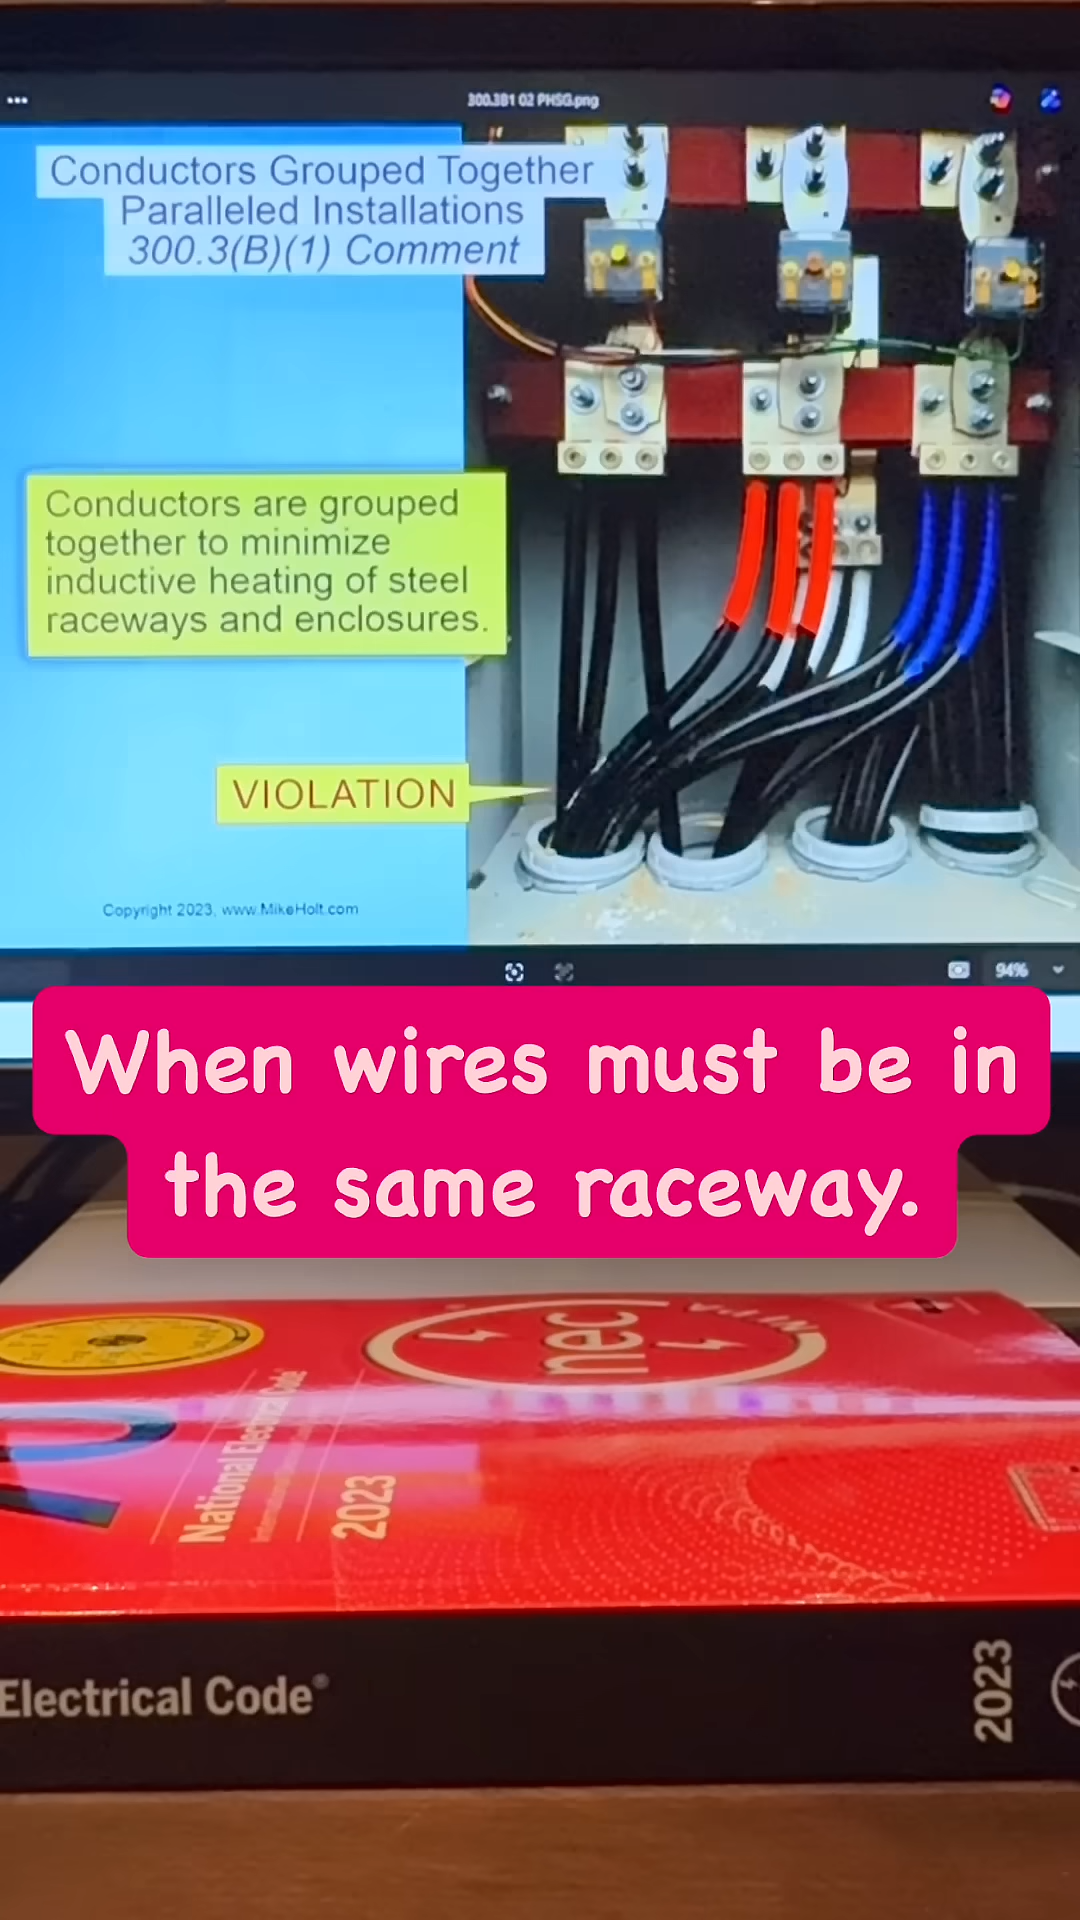 300.3B1 02 PHSG.png
Conductors Grouped Together
Paralleled Installations
300.3(B)(1) Comment
Conductors are grouped
together to minimize
inductive heating of steel
raceways and enclosures.
VIOLATION
Copyright 2023, www.MikeHolt.com
94%
When wires must be in
the same raceway.
nec
NFPA
National Electrical Code
2023
Electrical Code®
2023